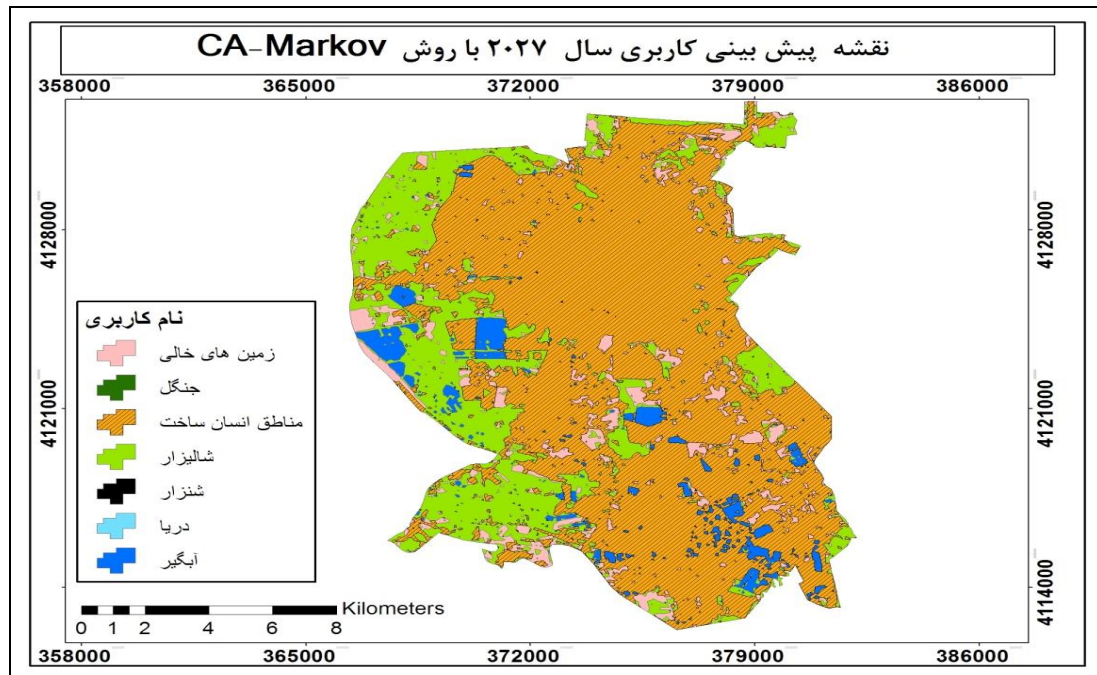 نقشه پیش بینی کاربری سال ۲۰۲۷ با روش CA-Markov
358000 365000 372000 379000 386000
4128000 4128000
نام کاربری
زمین های خالی
جنگل
مناطق انسان ساخت
شالیزار
شنزار
دریا
آبگیر
4121000 4121000
4114000
Kilometers
0 1 2 4 6 8
358000 365000 372000 379000 386000